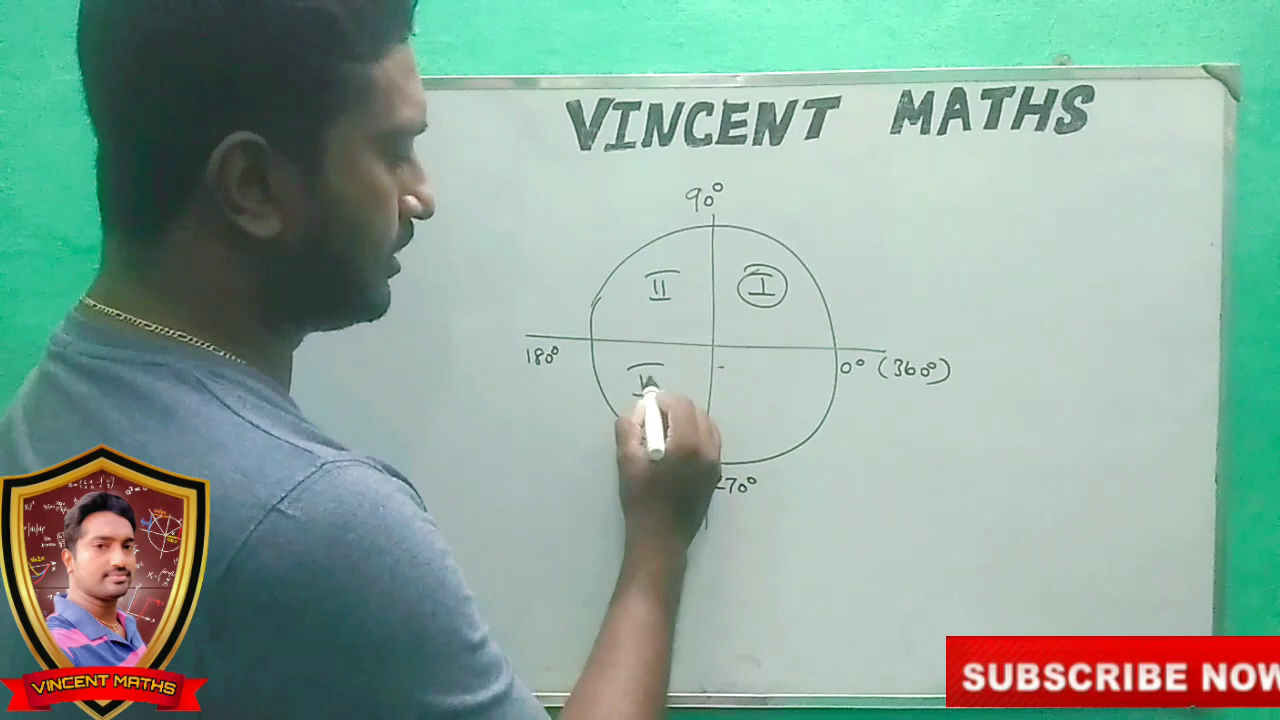 VINCENT MATHS
90°
II I
180° 0° (360°)
270°
VINCENT MATHS
SUBSCRIBE NOW